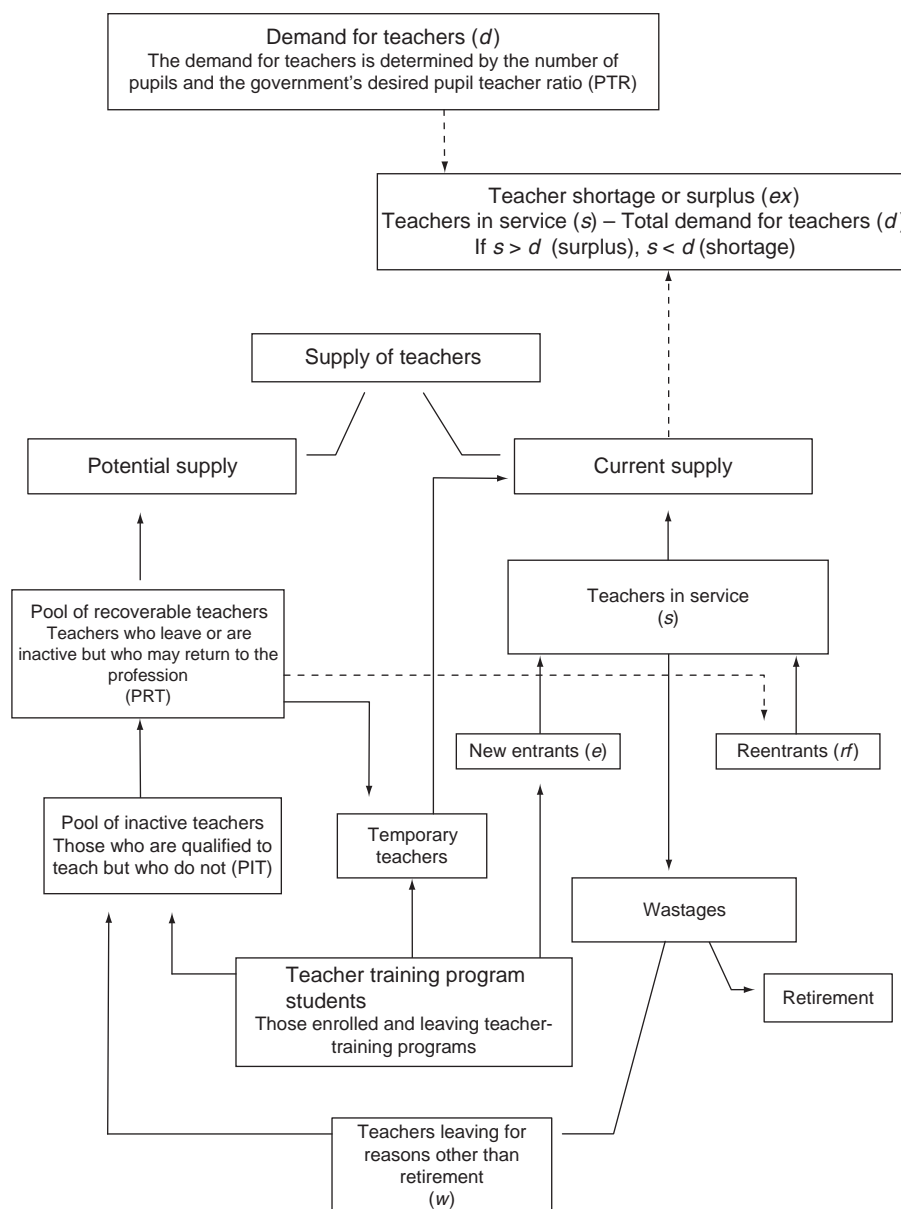 Demand for teachers (d)
The demand for teachers is determined by the number of
pupils and the government's desired pupil teacher ratio (PTR)
Teacher shortage or surplus (ex)
Teachers in service (s) – Total demand for teachers (d)
If s > d (surplus), s < d (shortage)
Supply of teachers
Potential supply
Current supply
Pool of recoverable teachers
Teachers who leave or are
inactive but who may return to the
profession
(PRT)
Teachers in service
(s)
New entrants (e)
Reentrants (rf)
Pool of inactive teachers
Those who are qualified to
teach but who do not (PIT)
Temporary
teachers
Wastages
Teacher training program
students
Those enrolled and leaving teacher-
training programs
Retirement
Teachers leaving for
reasons other than
retirement
(w)